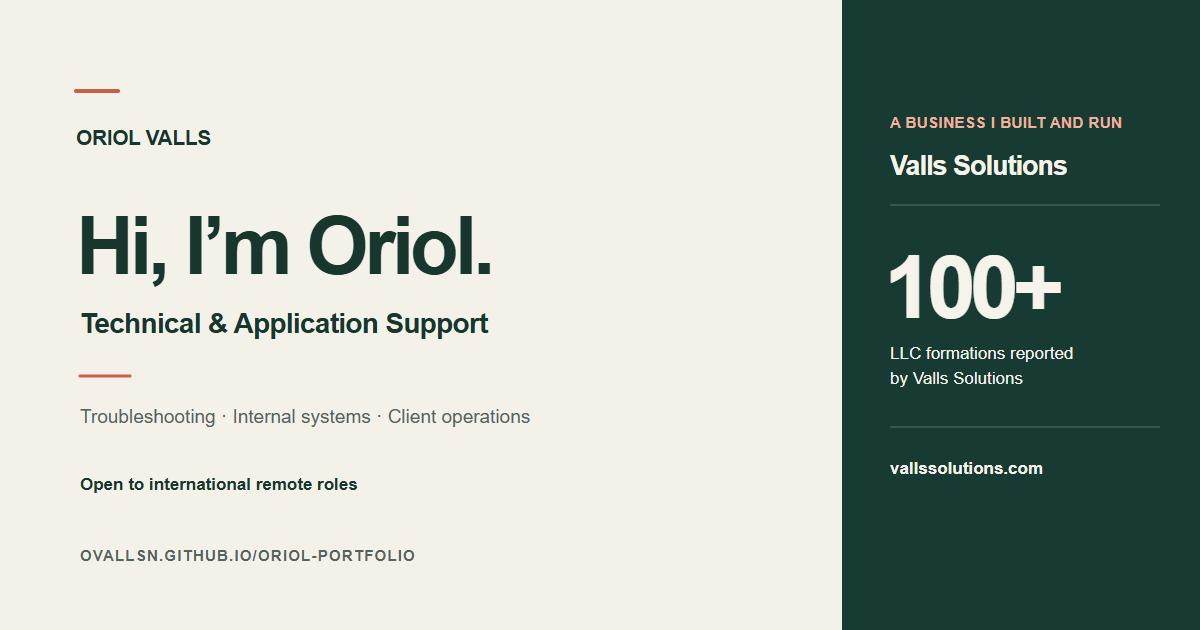 ORIOL VALLS
Hi, I’m Oriol.
Technical & Application Support
Troubleshooting · Internal systems · Client operations
Open to international remote roles
OVALLSN.GITHUB.IO/ORIOL-PORTFOLIO
A BUSINESS I BUILT AND RUN
Valls Solutions
100+
LLC formations reported
by Valls Solutions
vallssolutions.com